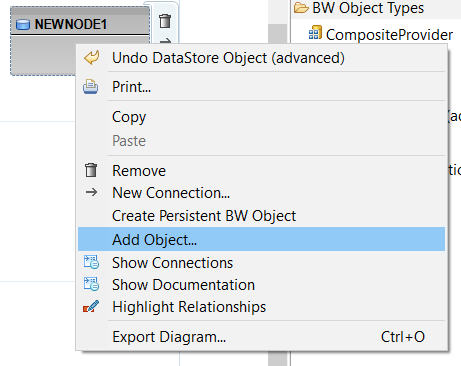 NEWNODE1
BW Object Types
CompositeProvider
Undo DataStore Object (advanced)
Print...
Copy
Paste
Remove
New Connection...
Create Persistent BW Object
Add Object...
Show Connections
Show Documentation
Highlight Relationships
Export Diagram... Ctrl+O